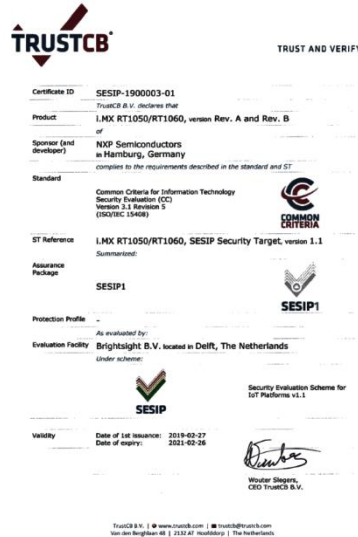 TRUSTCB
TRUST AND VERIFY
Certificate ID SESIP-1900003-01
TrustCB B.V. declares that
Product i.MX RT1050/RT1060, version Rev. A and Rev. B
of
Sponsor (and developer) NXP Semiconductors
in Hamburg, Germany
complies to the requirements described in the standard and ST
Standard
Common Criteria for Information Technology
Security Evaluation (CC)
Version 3.1 Revision 5
(ISO/IEC 15408)
COMMON
CRITERIA
ST Reference i.MX RT1050/RT1060, SESIP Security Target, version 1.1
Summarized:
Assurance
Package
SESIP1
SESIP1
Protection Profile –
As evaluated by:
Evaluation Facility Brightsight B.V. located in Delft, The Netherlands
Under scheme:
SESIP
Security Evaluation Scheme for
IoT Platforms v1.1
Validity Date of 1st issuance: 2019-02-27
Date of expiry: 2021-02-26
Wouter Slegers,
CEO TrustCB B.V.
TrustCB B.V. | www.trustcb.com | trustcb@trustcb.com
Van den Berghlaan 48 | 2132 AT Hoofddorp | The Netherlands